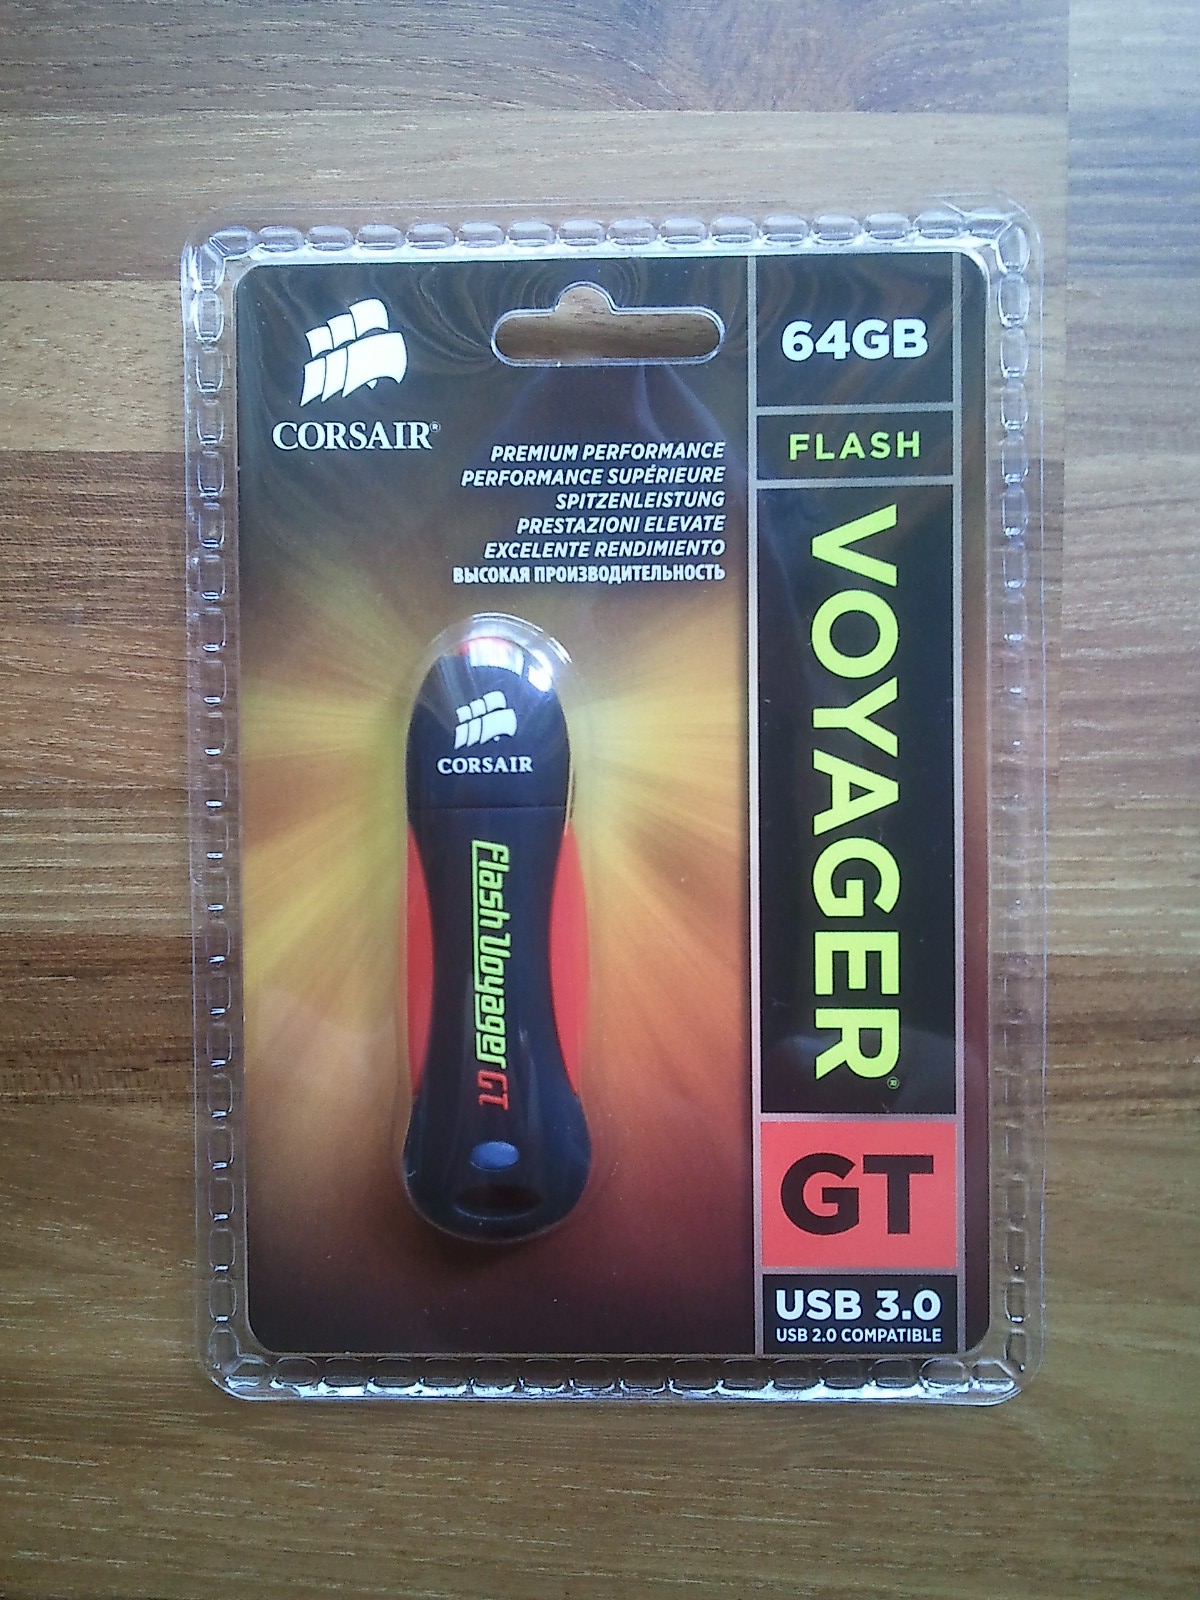 CORSAIR®
PREMIUM PERFORMANCE
PERFORMANCE SUPÉRIEURE
SPITZENLEISTUNG
PRESTAZIONI ELEVATE
EXCELENTE RENDIMIENTO
ВЫСОКАЯ ПРОИЗВОДИТЕЛЬНОСТЬ
CORSAIR
Flash Voyager GT
64GB
FLASH
VOYAGER®
GT
USB 3.0
USB 2.0 COMPATIBLE